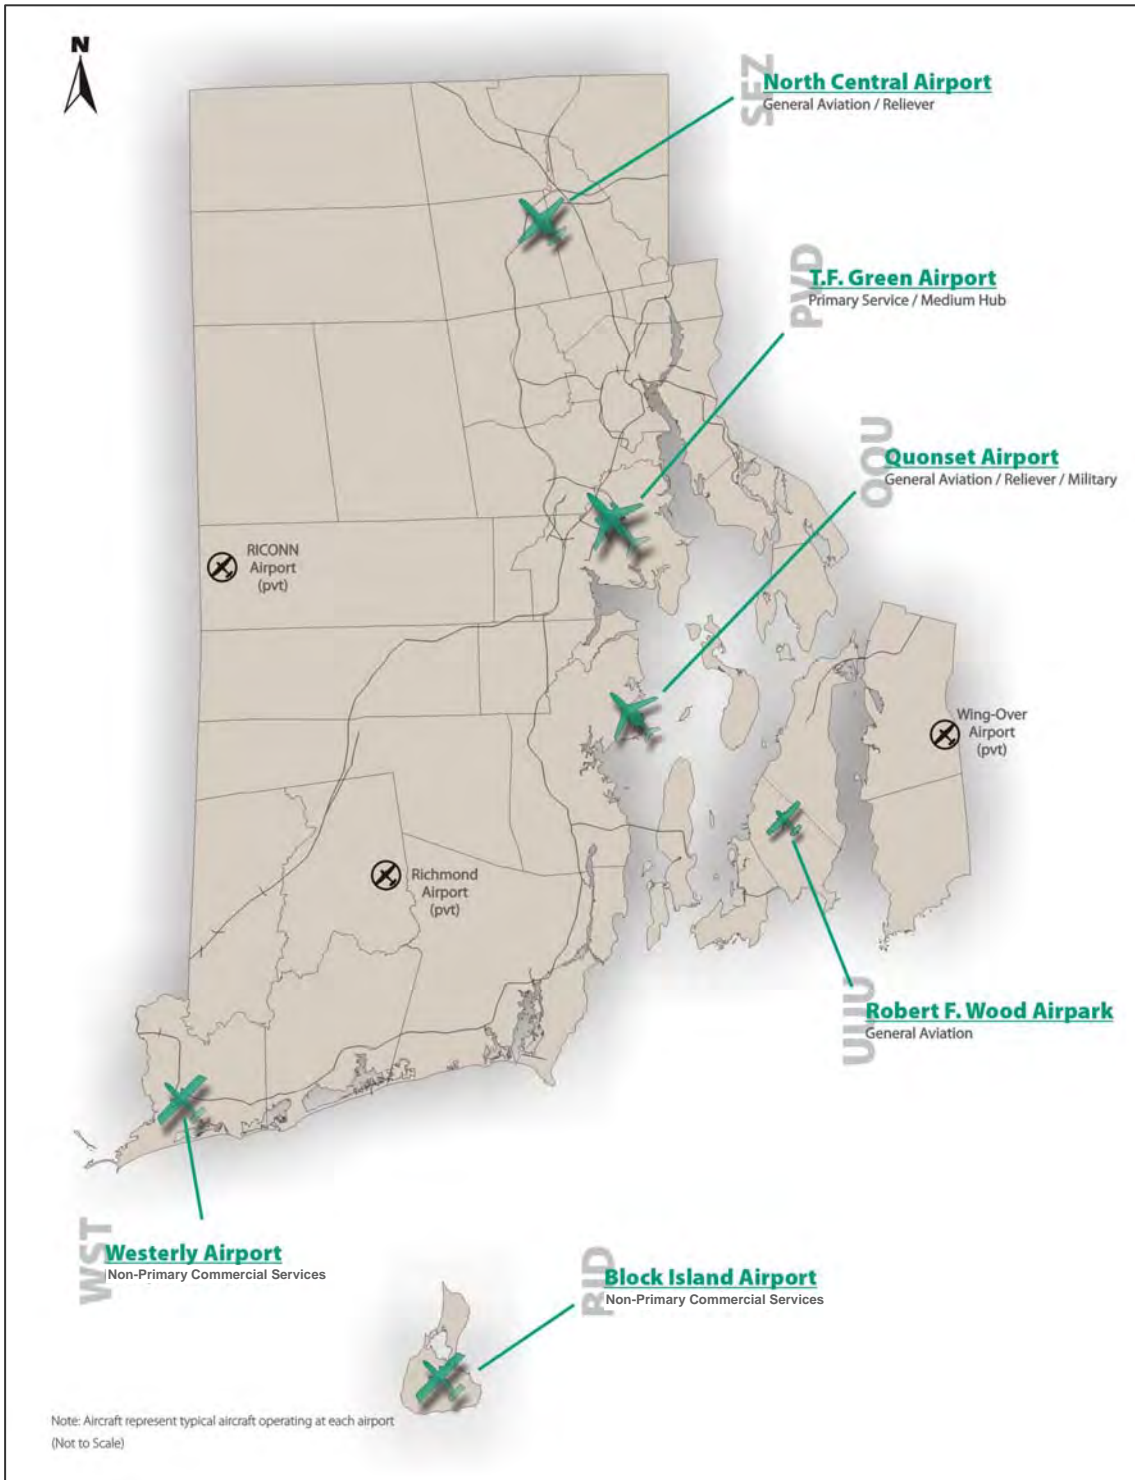 N
SFZ
North Central Airport
General Aviation / Reliever
PVD
T.F. Green Airport
Primary Service / Medium Hub
OQU
Quonset Airport
General Aviation / Reliever / Military
RICONN
Airport
(pvt)
Wing-Over
Airport
(pvt)
Richmond
Airport
(pvt)
UUU
Robert F. Wood Airpark
General Aviation
WST
Westerly Airport
Non-Primary Commercial Services
BID
Block Island Airport
Non-Primary Commercial Services
Note: Aircraft represent typical aircraft operating at each airport
(Not to Scale)